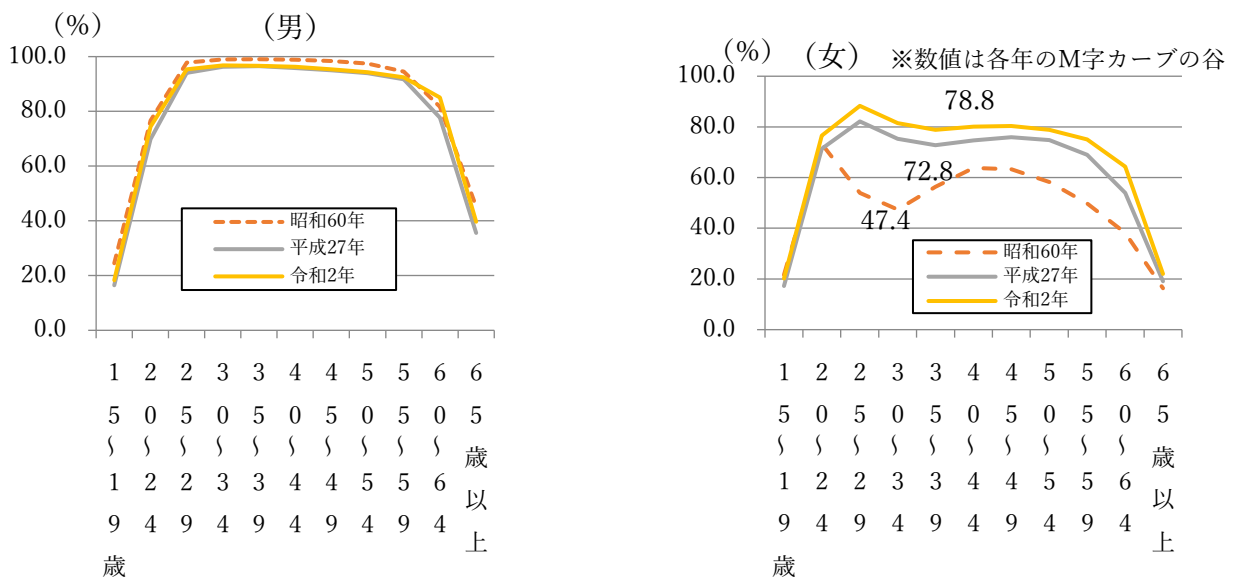 (%)
(男)
100.0
80.0
60.0
40.0
20.0
0.0
昭和60年
平成27年
令和2年
15～19歳
20～24
25～29
30～34
35～39
40～44
45～49
50～54
55～59
60～64
65歳以上
(%)
(女)
※数値は各年のM字カーブの谷
100.0
80.0
60.0
40.0
20.0
0.0
78.8
72.8
47.4
昭和60年
平成27年
令和2年
15～19歳
20～24
25～29
30～34
35～39
40～44
45～49
50～54
55～59
60～64
65歳以上